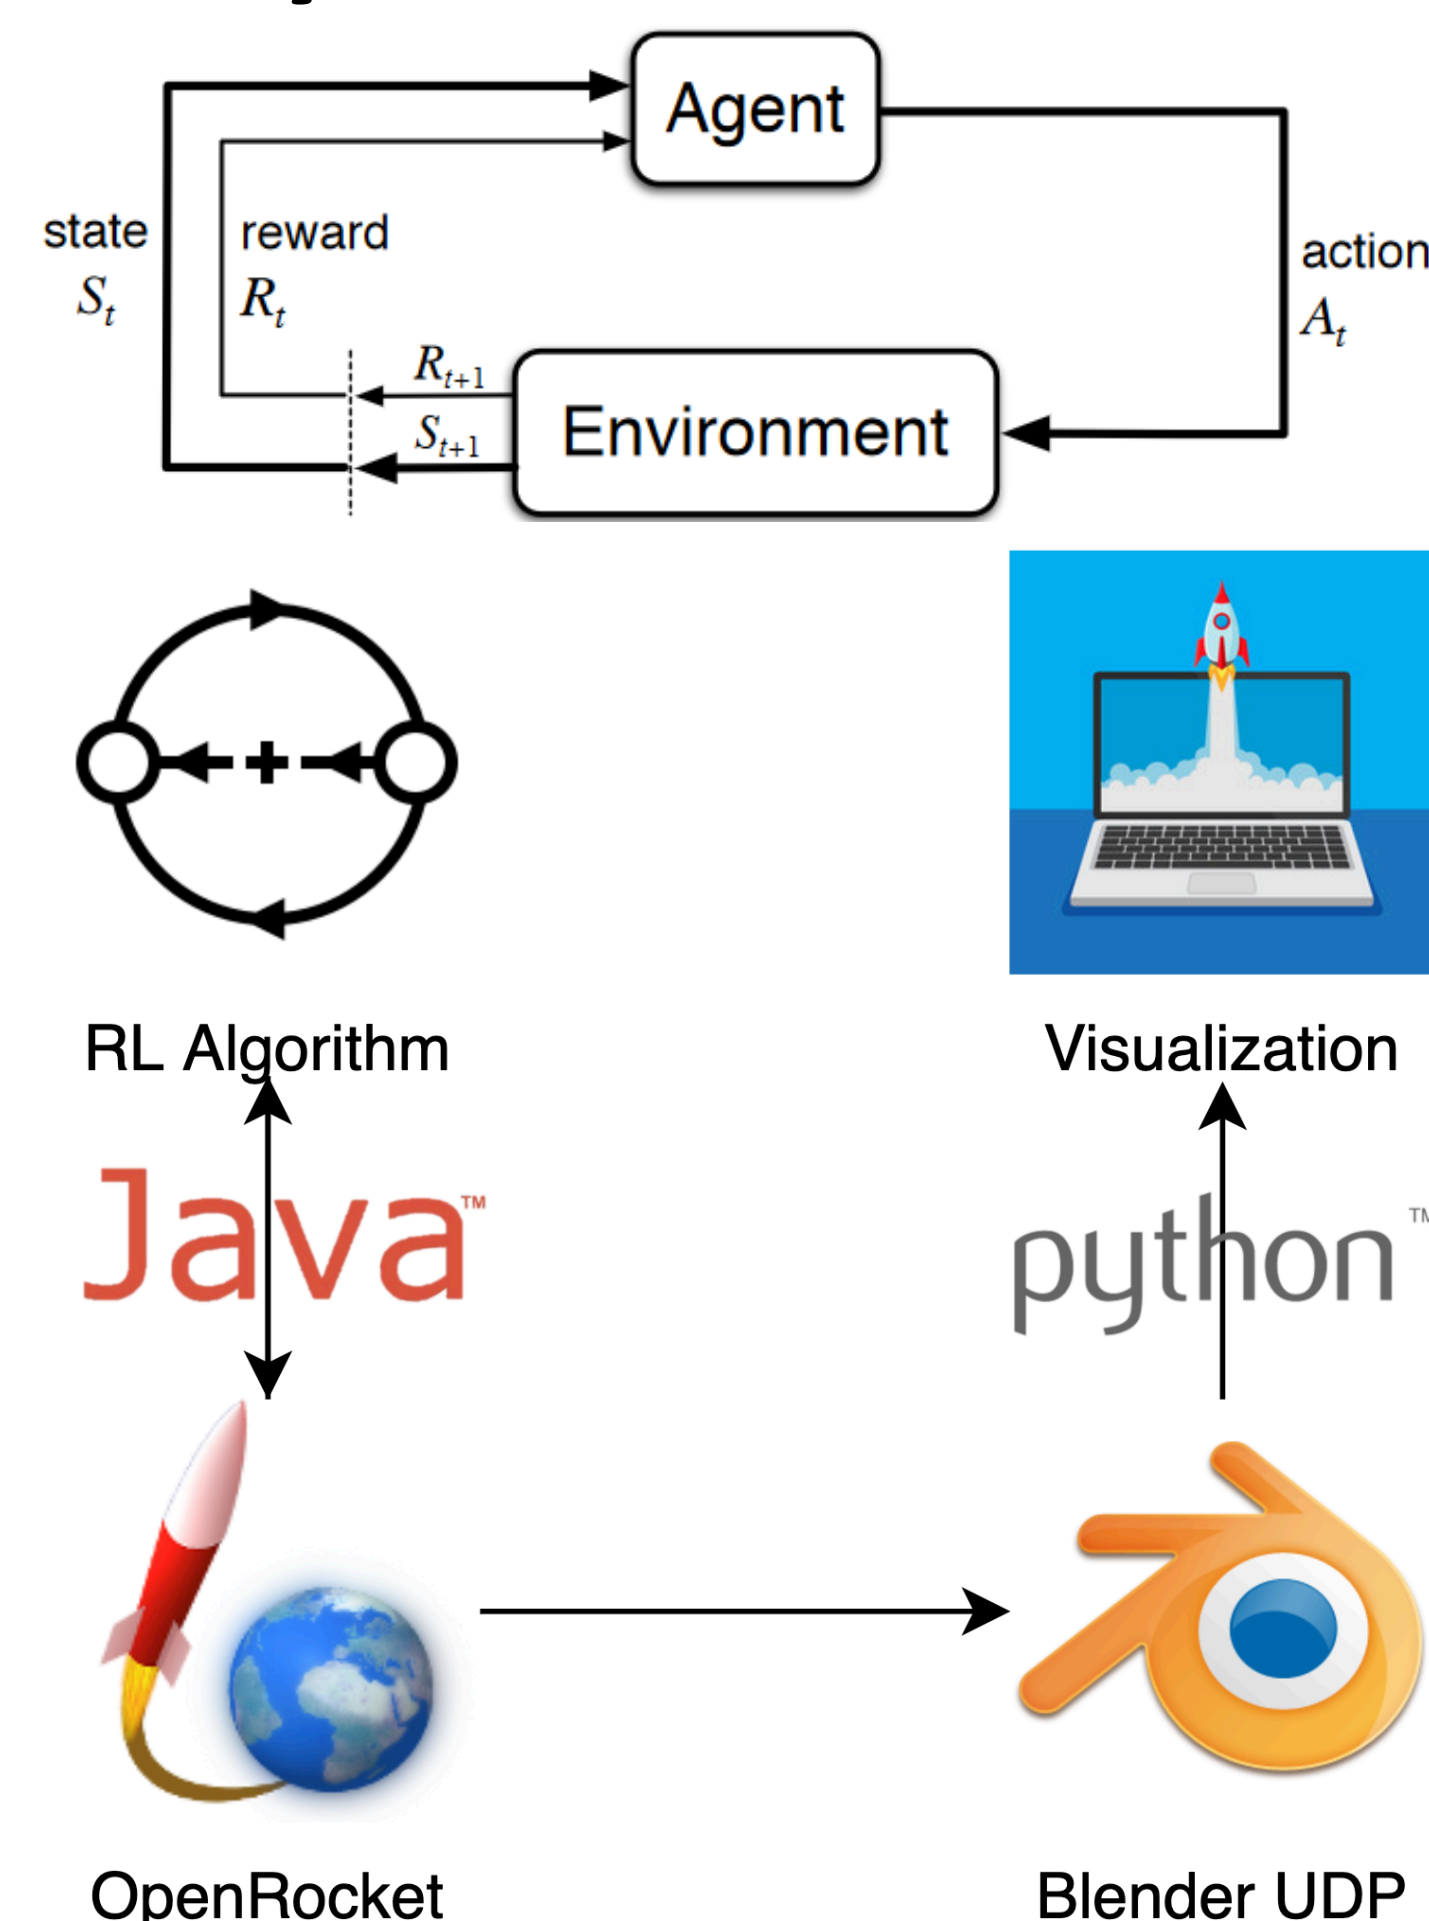 Agent
state
S_t
reward
R_t
action
A_t
R_{t+1}
S_{t+1}
Environment
RL Algorithm
Visualization
Java™
python™
OpenRocket
Blender UDP